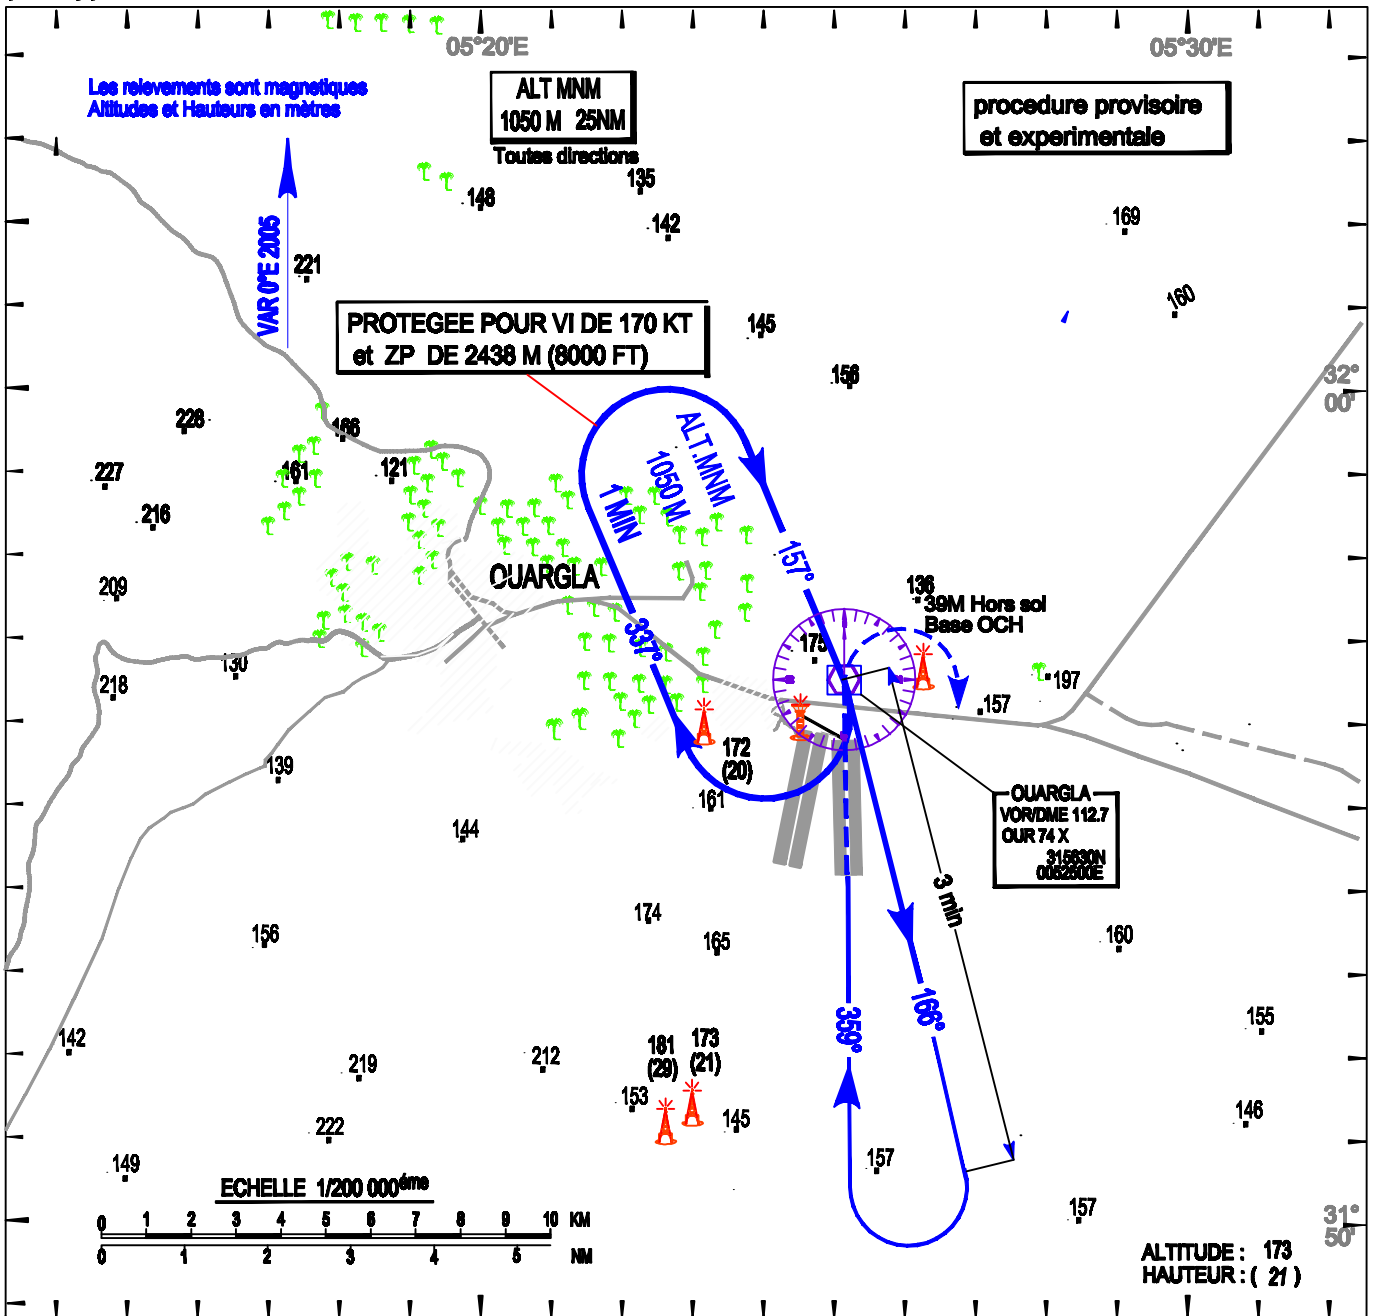 05°20'E
05°30'E
Les relevements sont magnetiques
Altitudes et Hauteurs en mètres
ALT MNM
1050 M 25NM
Toutes directions
procedure provisoire
et experimentale
135
148
142
169
VAR 0°E 2005
221
160
PROTEGEE POUR VI DE 170 KT
et ZP DE 2438 M (8000 FT)
145
156
32°
00'
228
166
ALT.MNM
1050 M
1 MIN
227
161
121
216
157°
OUARGLA
209
136
39M Hors sol
Base OCH
337°
175
130
218
197
157
172
(20)
139
161
OUARGLA
VOR/DME 112.7
OUR 74 X
315630N
0052500E
144
3 min
174
156
165
160
166°
359°
155
142
181
(29)
173
(21)
212
219
153
145
146
222
157
149
157
ECHELLE 1/200 000éme
0 1 2 3 4 5 6 7 8 9 10 KM
0 1 2 3 4 5 NM
31°
50'
ALTITUDE : 173
HAUTEUR : ( 21 )